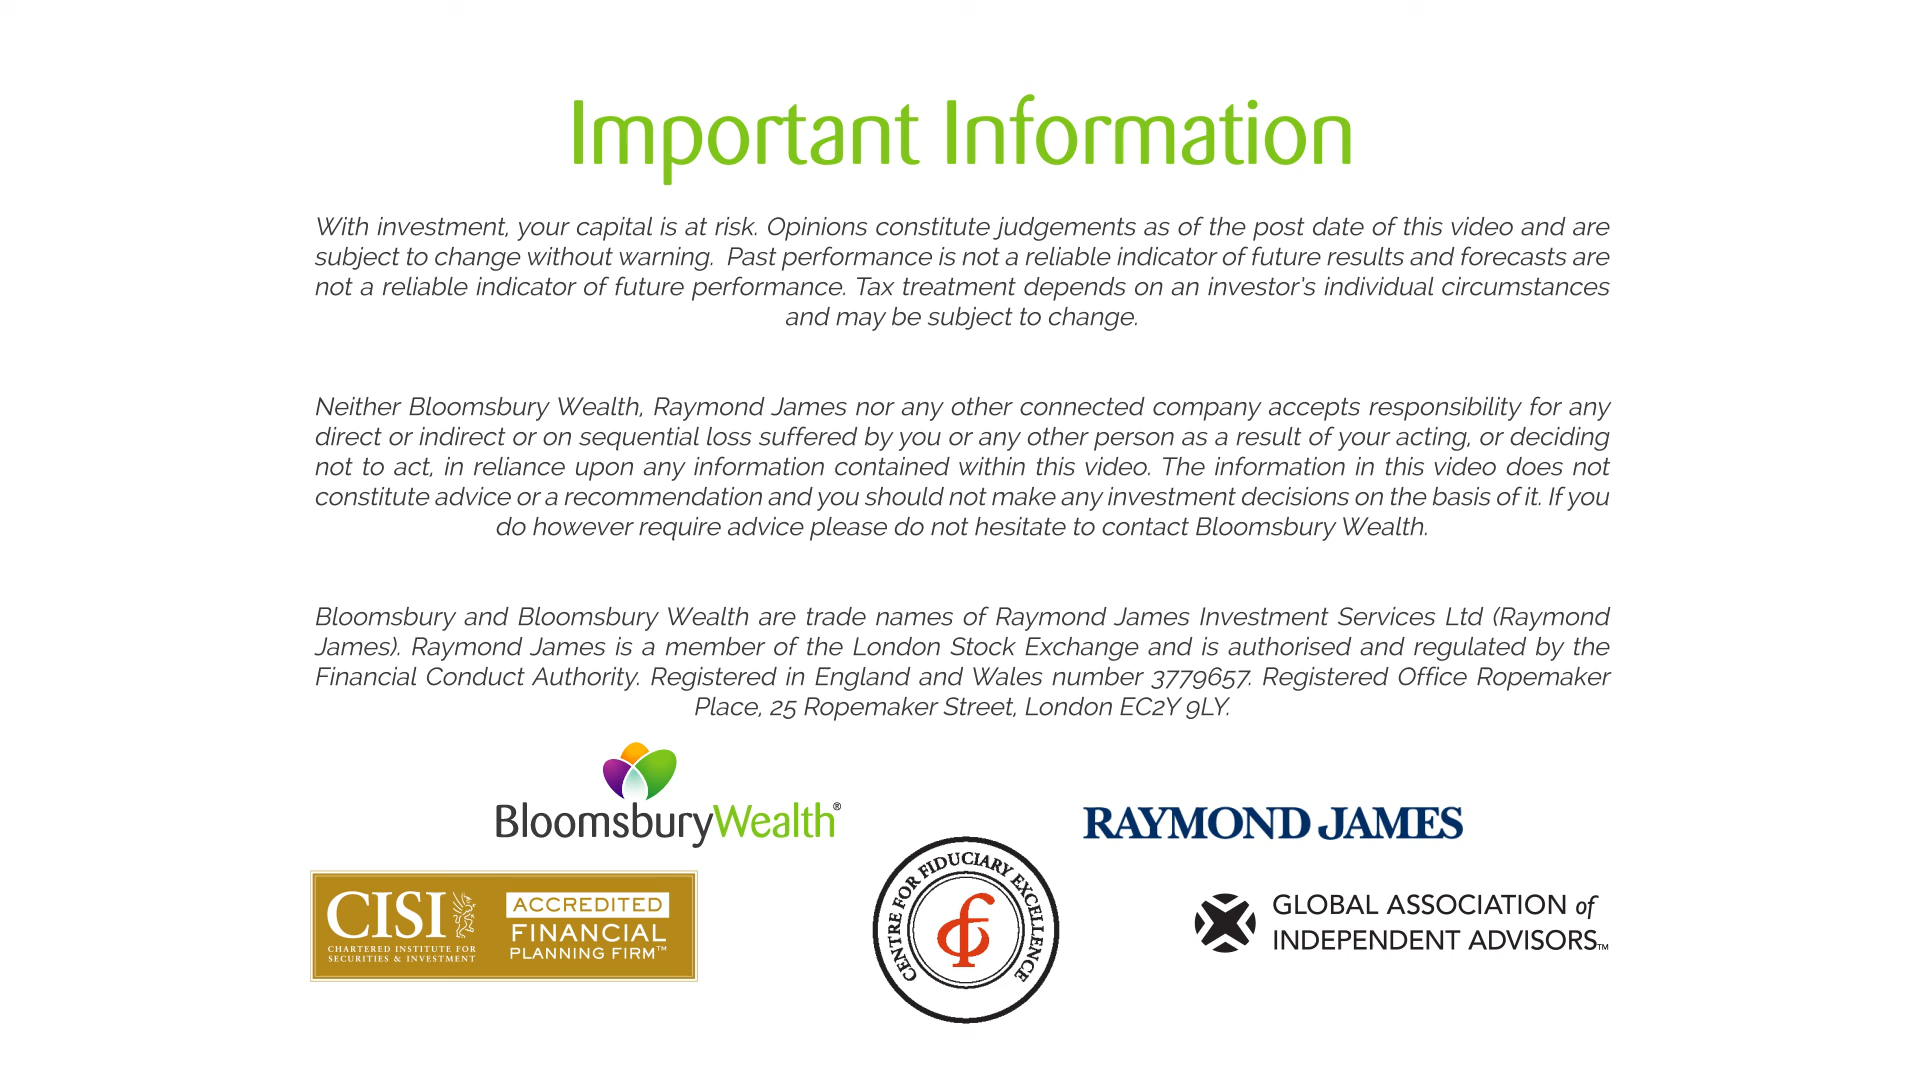 Important Information
With investment, your capital is at risk. Opinions constitute judgements as of the post date of this video and are
subject to change without warning.  Past performance is not a reliable indicator of future results and forecasts are
not a reliable indicator of future performance. Tax treatment depends on an investor's individual circumstances
and may be subject to change.
Neither Bloomsbury Wealth, Raymond James nor any other connected company accepts responsibility for any
direct or indirect or on sequential loss suffered by you or any other person as a result of your acting, or deciding
not to act, in reliance upon any information contained within this video. The information in this video does not
constitute advice or a recommendation and you should not make any investment decisions on the basis of it. If you
do however require advice please do not hesitate to contact Bloomsbury Wealth.
Bloomsbury and Bloomsbury Wealth are trade names of Raymond James Investment Services Ltd (Raymond
James). Raymond James is a member of the London Stock Exchange and is authorised and regulated by the
Financial Conduct Authority. Registered in England and Wales number 3779657. Registered Office Ropemaker
Place, 25 Ropemaker Street, London EC2Y 9LY.
BloomsburyWealth®
RAYMOND JAMES
CISI
CHARTERED INSTITUTE FOR
SECURITIES & INVESTMENT
ACCREDITED
FINANCIAL
PLANNING FIRM™
CENTRE FOR FIDUCIARY EXCELLENCE
GLOBAL ASSOCIATION of
INDEPENDENT ADVISORS™